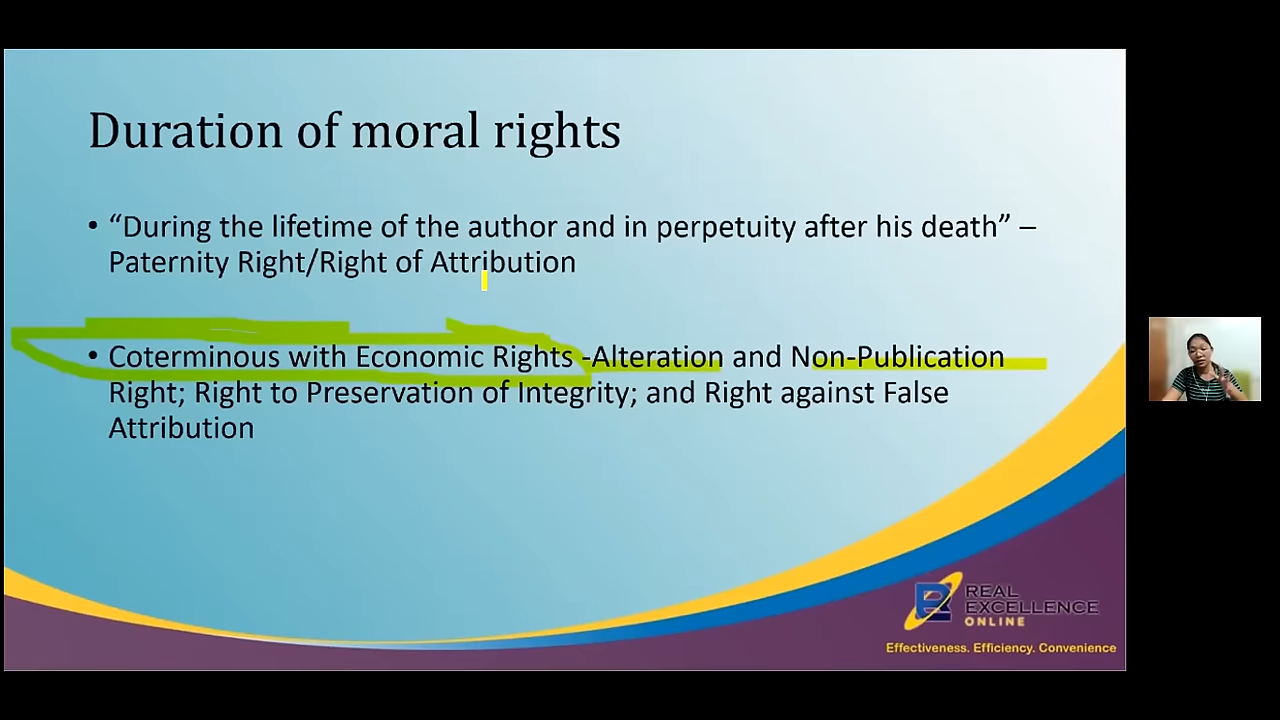 Duration of moral rights
• “During the lifetime of the author and in perpetuity after his death” –
Paternity Right/Right of Attribution
• Coterminous with Economic Rights -Alteration and Non-Publication
Right; Right to Preservation of Integrity; and Right against False
Attribution
REAL
EXCELLENCE
ONLINE
Effectiveness. Efficiency. Convenience